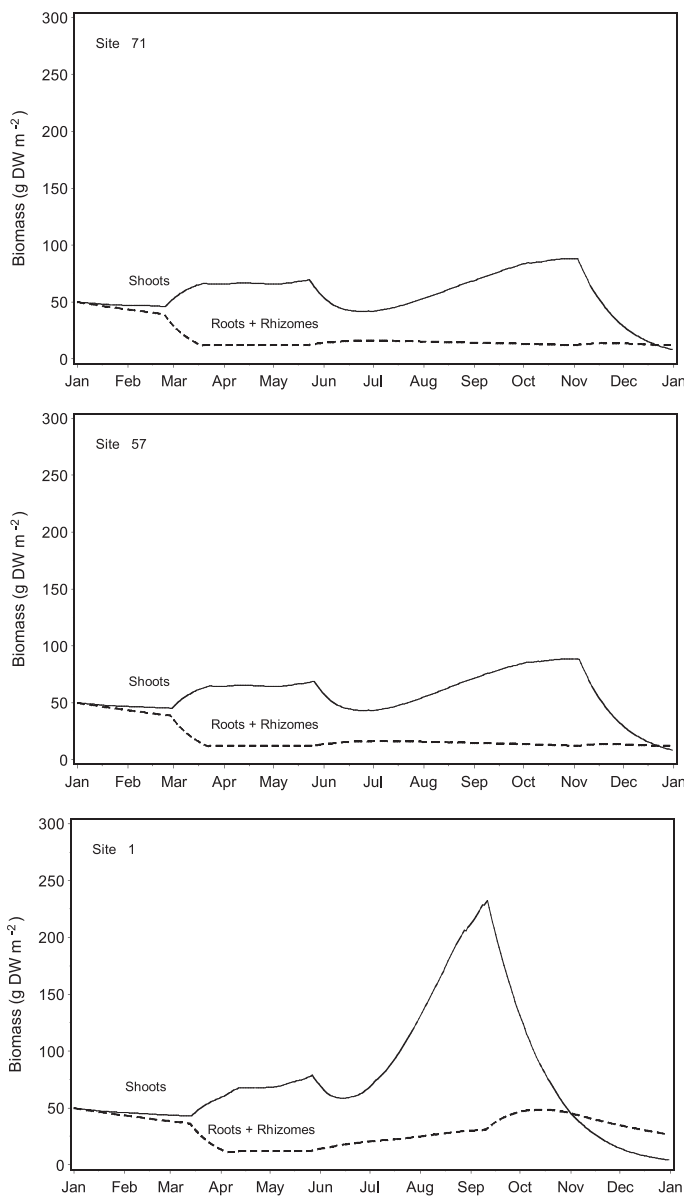 300
Site 71
250
200
150
100
50
0
Biomass (g DW m⁻²)
Shoots
Roots + Rhizomes
Jan Feb Mar Apr May Jun Jul Aug Sep Oct Nov Dec Jan
300
Site 57
250
200
150
100
50
0
Biomass (g DW m⁻²)
Shoots
Roots + Rhizomes
Jan Feb Mar Apr May Jun Jul Aug Sep Oct Nov Dec Jan
300
Site 1
250
200
150
100
50
0
Biomass (g DW m⁻²)
Shoots
Roots + Rhizomes
Jan Feb Mar Apr May Jun Jul Aug Sep Oct Nov Dec Jan